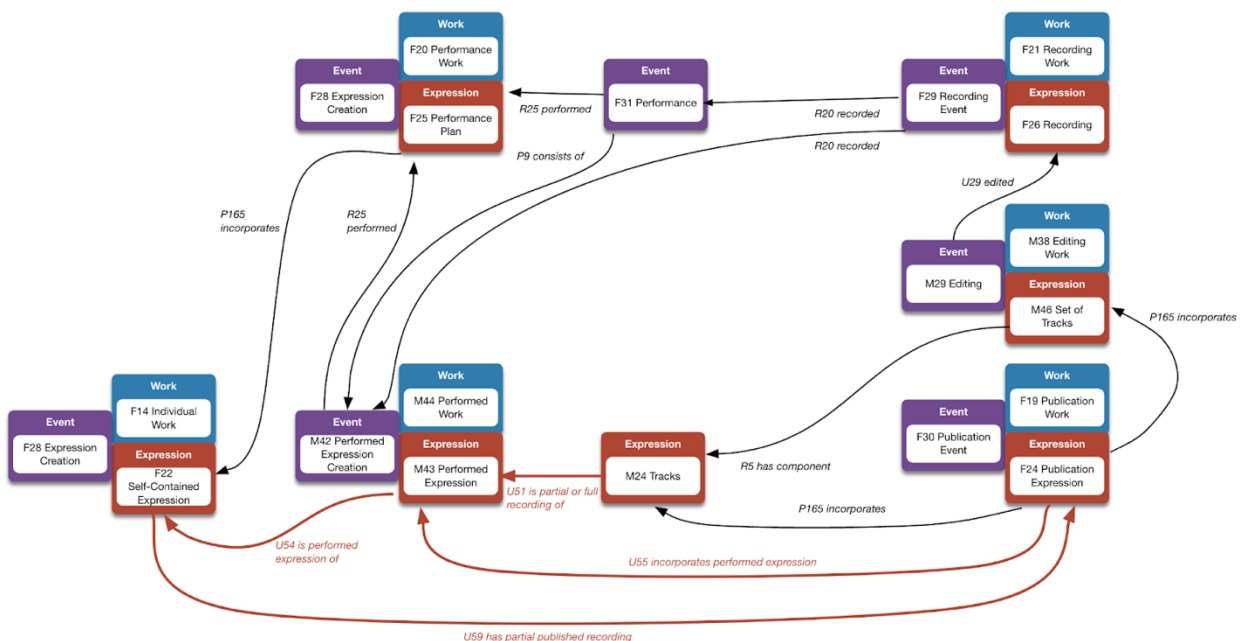 Work
F20 Performance
Work
Event
F28 Expression
Creation
Expression
F25 Performance
Plan
R25 performed
Event
F31 Performance
R20 recorded
Work
F21 Recording
Work
Event
F29 Recording
Event
Expression
F26 Recording
P9 consists of
R20 recorded
U29 edited
P165
incorporates
R25
performed
Work
M38 Editing
Work
Event
M29 Editing
Expression
M46 Set of
Tracks
P165 incorporates
Work
F14 Individual
Work
Event
F28 Expression
Creation
Expression
F22
Self-Contained
Expression
Work
M44 Performed
Work
Event
M42 Performed
Expression
Creation
Expression
M43 Performed
Expression
U51 is partial or full
recording of
Expression
M24 Tracks
R5 has component
Work
F19 Publication
Work
Event
F30 Publication
Event
Expression
F24 Publication
Expression
P165 incorporates
U54 is performed
expression of
U55 incorporates performed expression
U59 has partial published recording